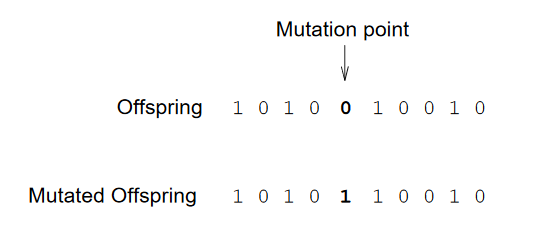 Mutation point
Offspring 1 0 1 0 0 1 0 0 1 0
Mutated Offspring 1 0 1 0 1 1 0 0 1 0